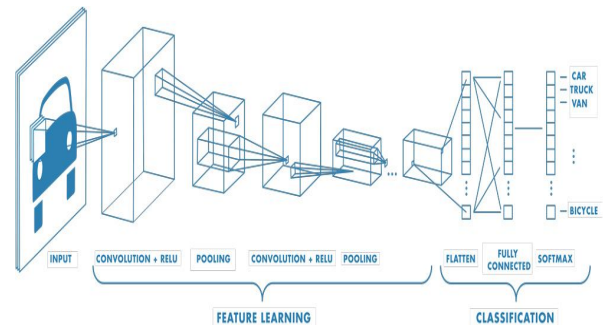 CAR
TRUCK
VAN
BICYCLE
INPUT
CONVOLUTION + RELU
POOLING
CONVOLUTION + RELU
POOLING
FLATTEN
FULLY
CONNECTED
SOFTMAX
FEATURE LEARNING
CLASSIFICATION